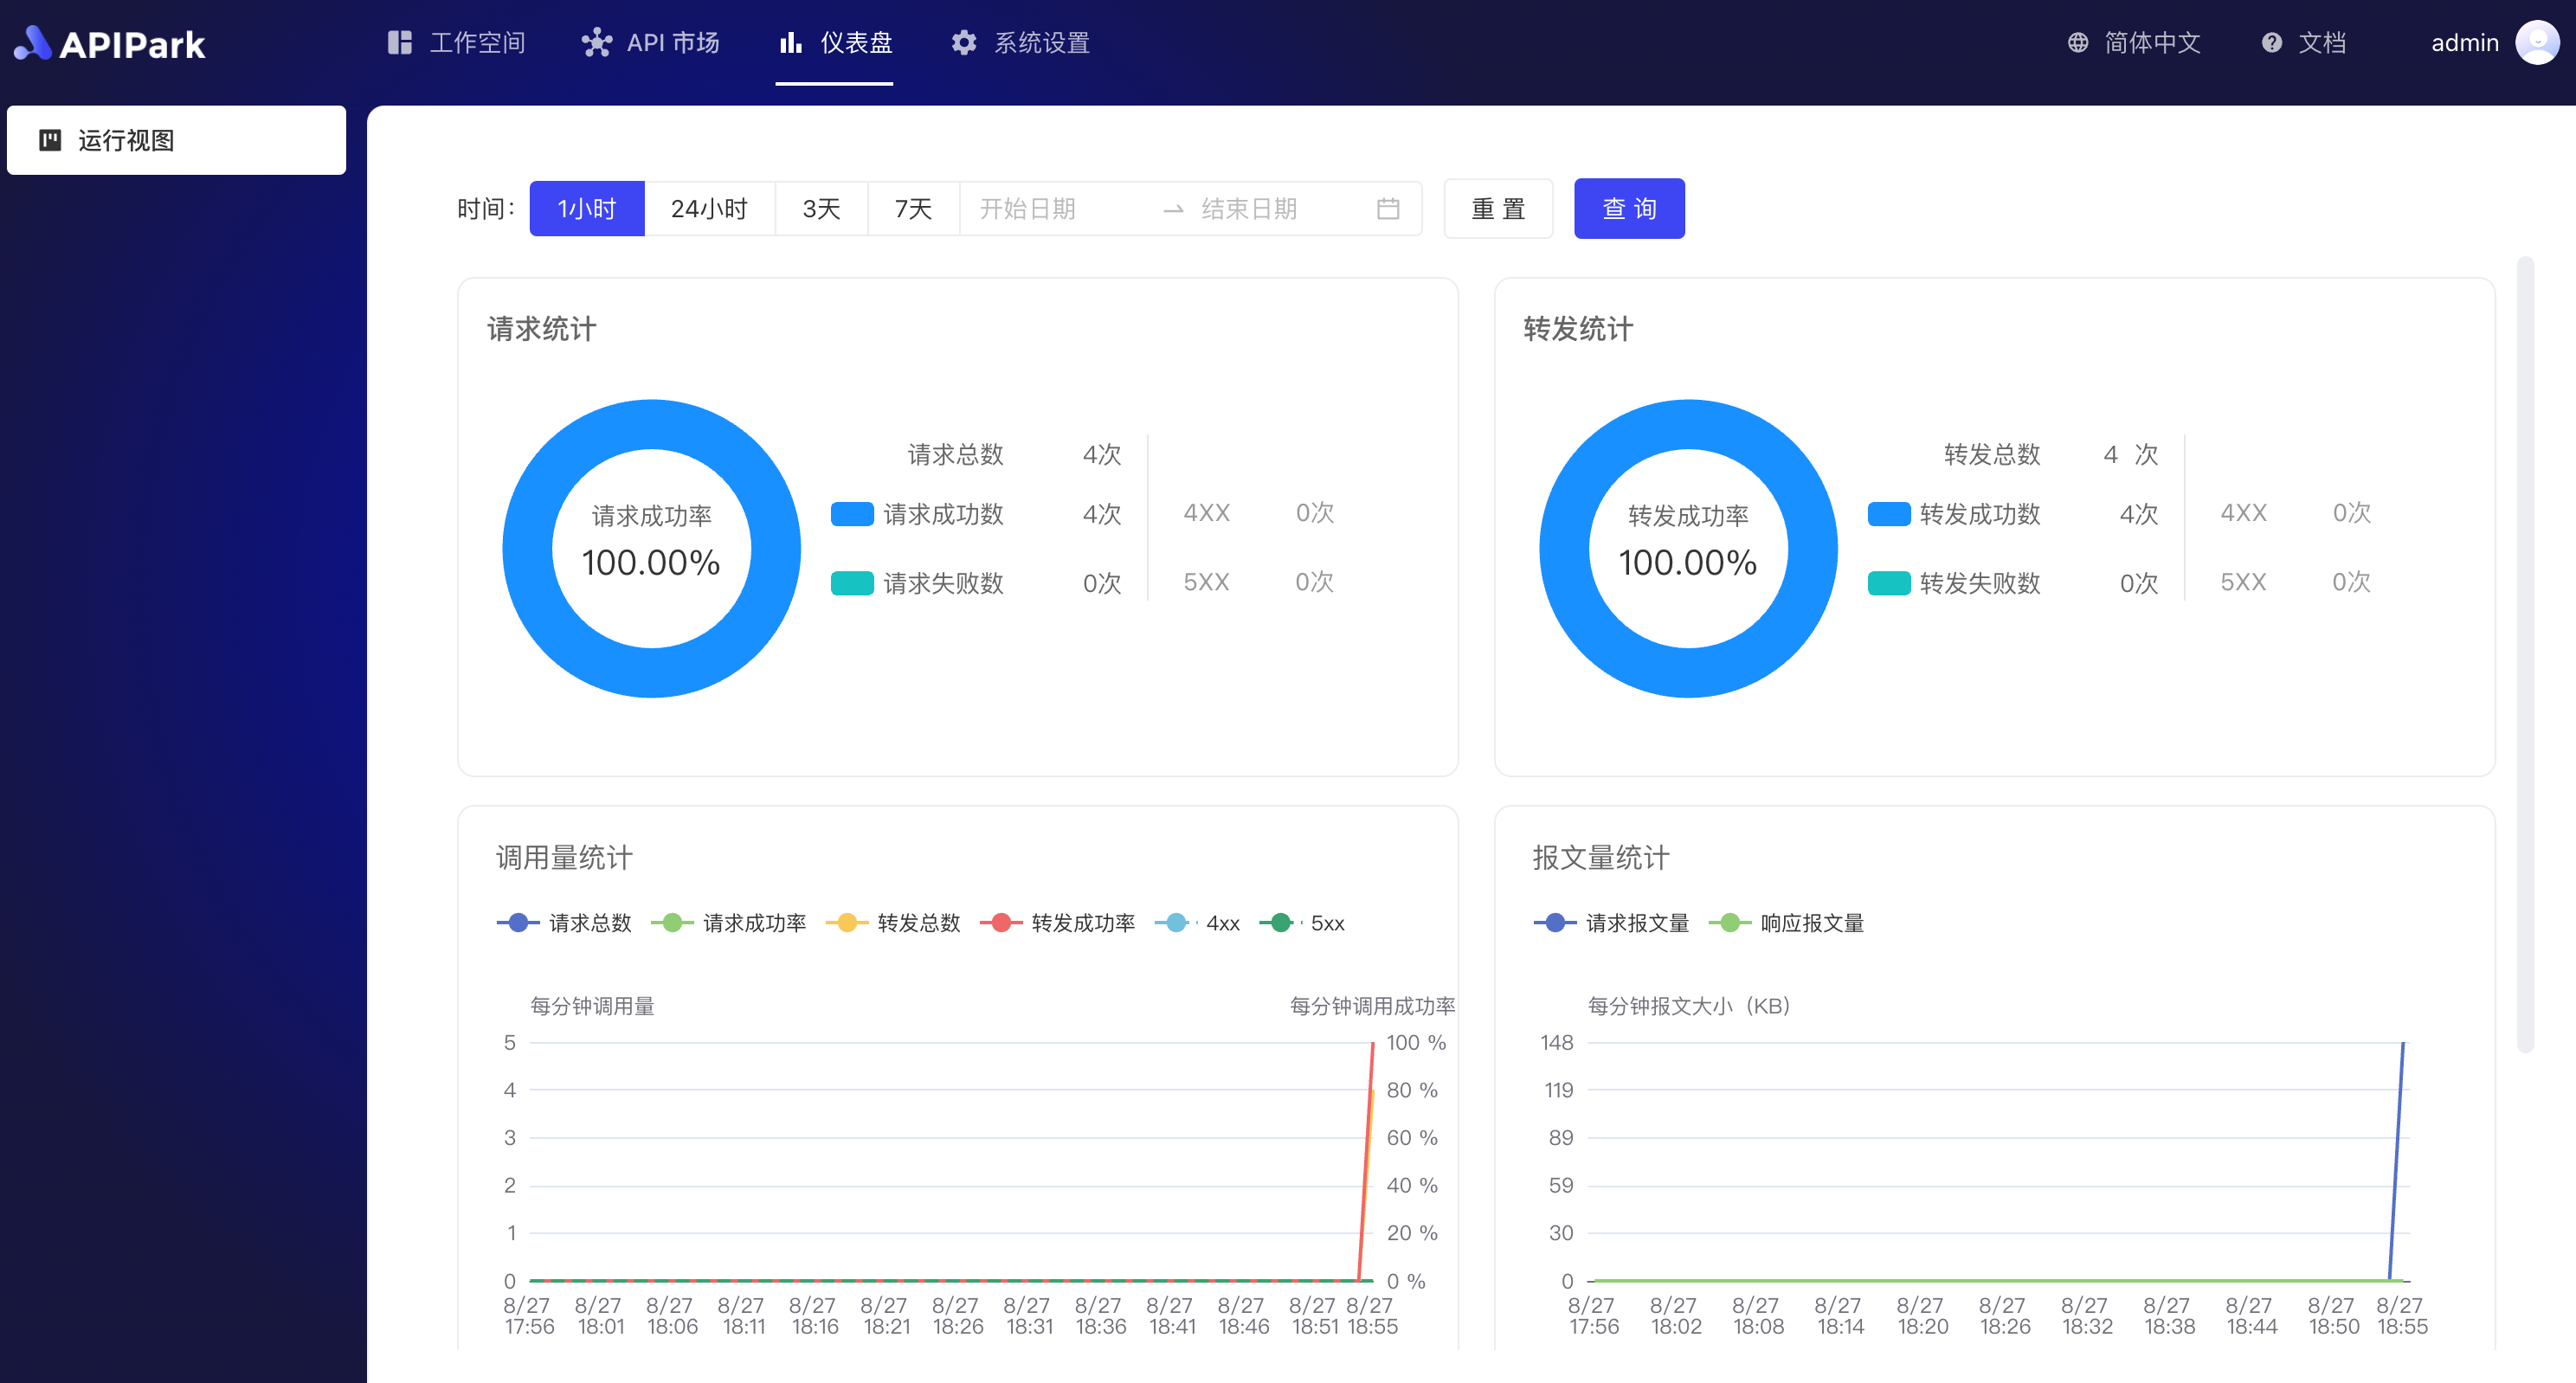 APIPark
工作空间
API 市场
仪表盘
系统设置
简体中文
文档
admin
运行视图
时间：
1小时
24小时
3天
7天
开始日期
结束日期
重 置
查 询
请求统计
请求成功率
100.00%
请求总数 4次
请求成功数 4次 4XX 0次
请求失败数 0次 5XX 0次
转发统计
转发成功率
100.00%
转发总数 4 次
转发成功数 4次 4XX 0次
转发失败数 0次 5XX 0次
调用量统计
请求总数 请求成功率 转发总数 转发成功率 4xx 5xx
每分钟调用量 每分钟调用成功率
5 100 %
4 80 %
3 60 %
2 40 %
1 20 %
0 0 %
8/27 8/27 8/27 8/27 8/27 8/27 8/27 8/27 8/27 8/27 8/27 8/27 8/27
17:56 18:01 18:06 18:11 18:16 18:21 18:26 18:31 18:36 18:41 18:46 18:51 18:55
报文量统计
请求报文量 响应报文量
每分钟报文大小（KB）
148
119
89
59
30
0
8/27 8/27 8/27 8/27 8/27 8/27 8/27 8/27 8/27 8/27 8/27
17:56 18:02 18:08 18:14 18:20 18:26 18:32 18:38 18:44 18:50 18:55